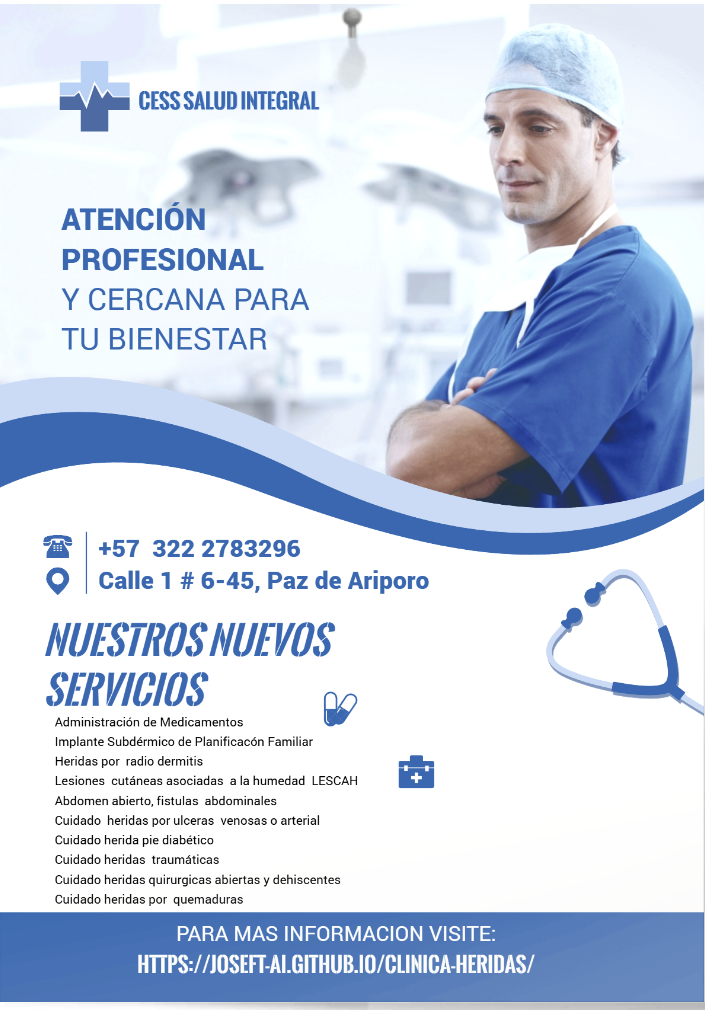 CESS SALUD INTEGRAL
ATENCIÓN
PROFESIONAL
Y CERCANA PARA
TU BIENESTAR
+57 322 2783296
Calle 1 # 6-45, Paz de Ariporo
NUESTROS NUEVOS
SERVICIOS
Administración de Medicamentos
Implante Subdérmico de Planificacón Familiar
Heridas por radio dermitis
Lesiones cutáneas asociadas a la humedad LESCAH
Abdomen abierto, fistulas abdominales
Cuidado heridas por ulceras venosas o arterial
Cuidado herida pie diabético
Cuidado heridas traumáticas
Cuidado heridas quirurgicas abiertas y dehiscentes
Cuidado heridas por quemaduras
PARA MAS INFORMACION VISITE:
HTTPS://JOSEFT-AI.GITHUB.IO/CLINICA-HERIDAS/